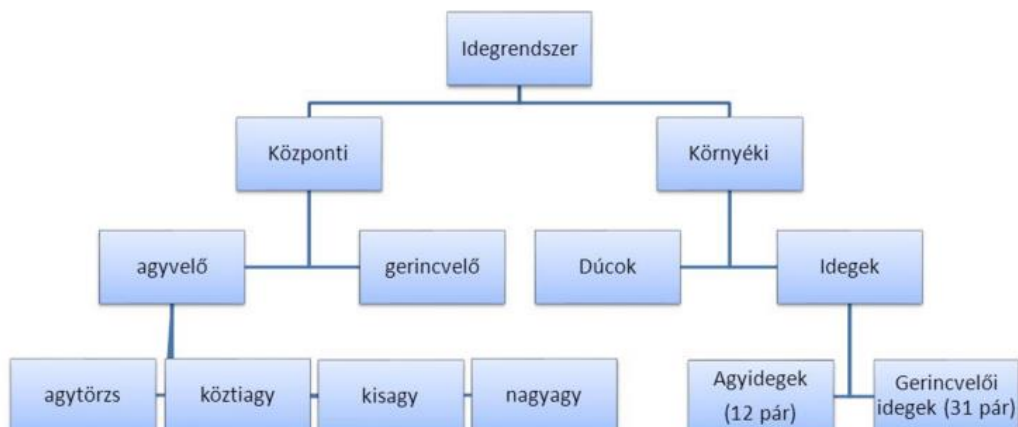 Idegrendszer
Központi
Környéki
agyvelő
gerincvelő
Dúcok
Idegek
agytörzs
köztiagy
kisagy
nagyagy
Agyidegek
(12 pár)
Gerincvelői
idegek (31 pár)